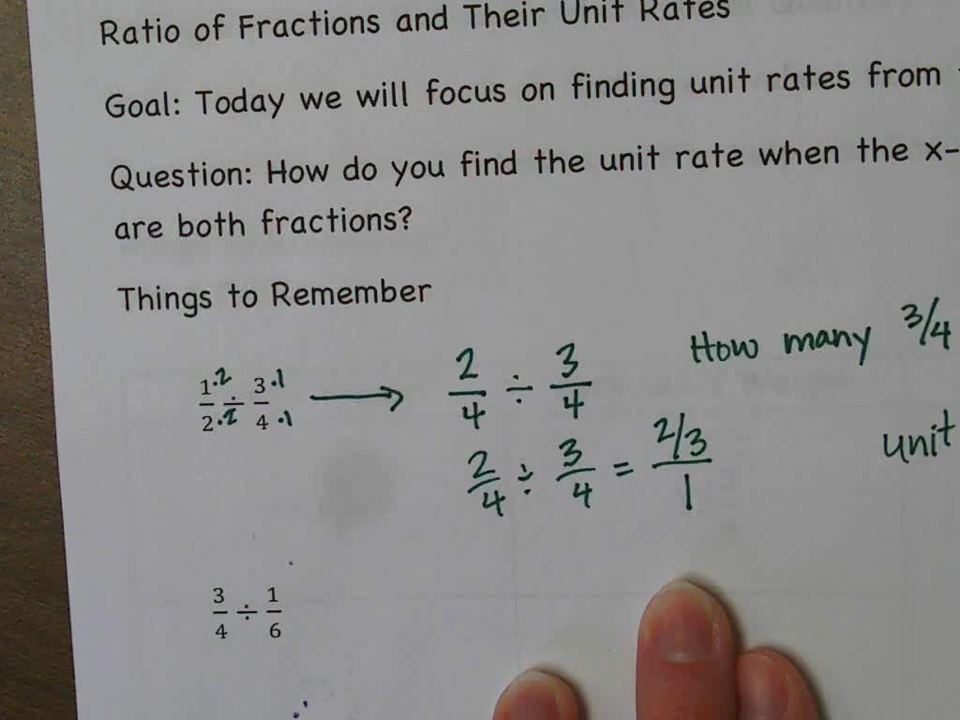 Ratio of Fractions and Their Unit Rates
Goal: Today we will focus on finding unit rates from
Question: How do you find the unit rate when the x-
are both fractions?
Things to Remember
1·2/2·2 ÷ 3·1/4·1 → 2/4 ÷ 3/4 How many 3/4
2/4 ÷ 3/4 = 2/3/1 unit
3/4 ÷ 1/6